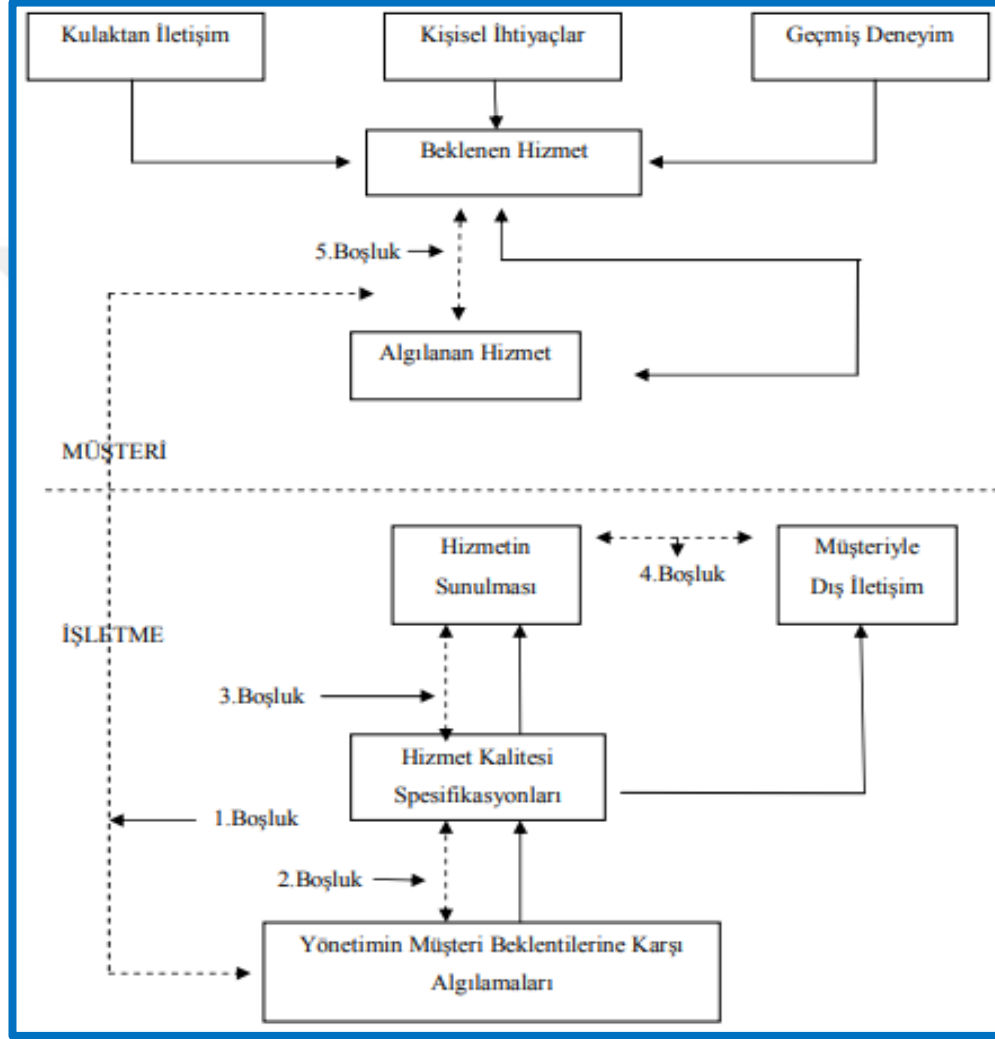 Kulaktan İletişim
Kişisel İhtiyaçlar
Geçmiş Deneyim
Beklenen Hizmet
5.Boşluk
Algılanan Hizmet
MÜŞTERİ
Hizmetin
Sunulması
4.Boşluk
Müşteriyle
Dış İletişim
İŞLETME
3.Boşluk
Hizmet Kalitesi
Spesifikasyonları
1.Boşluk
2.Boşluk
Yönetimin Müşteri Beklentilerine Karşı
Algılamaları